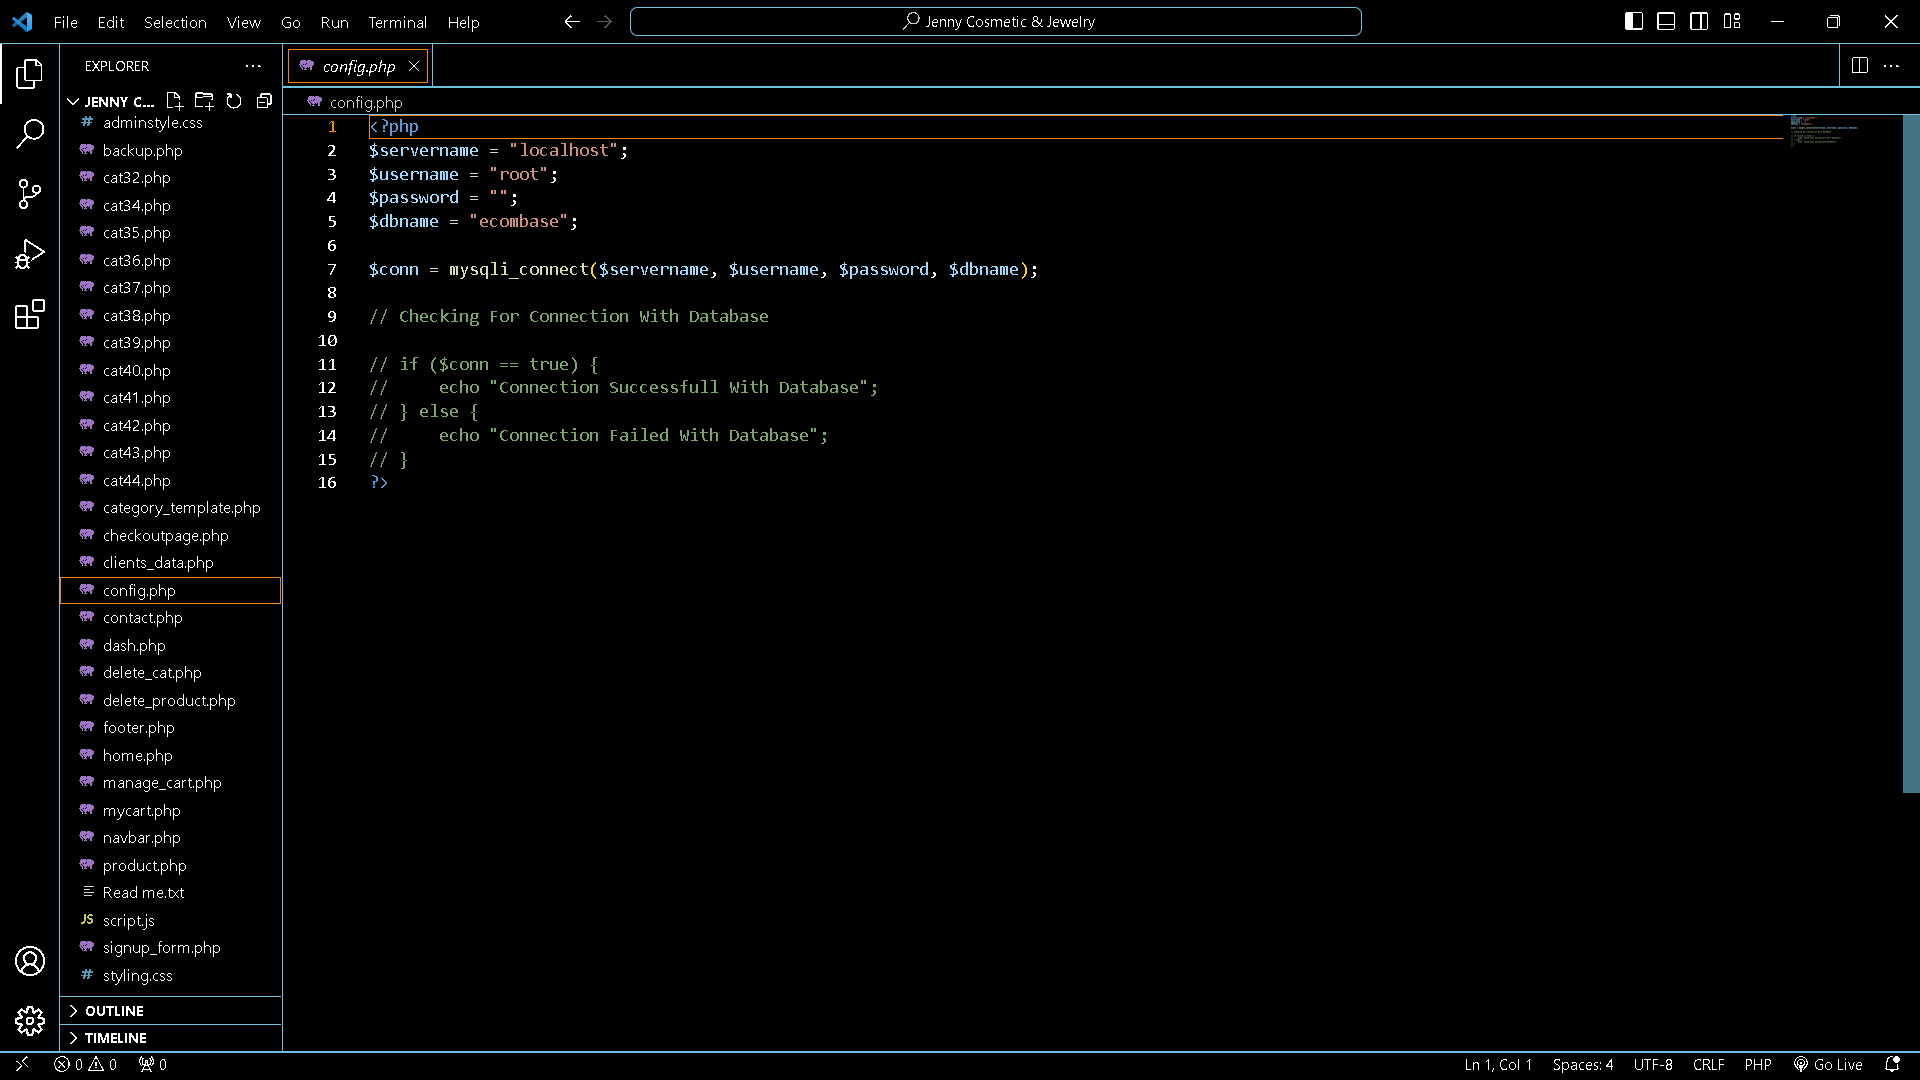 File Edit Selection View Go Run Terminal Help
Jenny Cosmetic & Jewelry
EXPLORER
JENNY C...
# adminstyle.css
backup.php
cat32.php
cat34.php
cat35.php
cat36.php
cat37.php
cat38.php
cat39.php
cat40.php
cat41.php
cat42.php
cat43.php
cat44.php
category_template.php
checkoutpage.php
clients_data.php
config.php
contact.php
dash.php
delete_cat.php
delete_product.php
footer.php
home.php
manage_cart.php
mycart.php
navbar.php
product.php
Read me.txt
JS script.js
signup_form.php
# styling.css
OUTLINE
TIMELINE
config.php
config.php
1 <?php
2 $servername = "localhost";
3 $username = "root";
4 $password = "";
5 $dbname = "ecombase";
6
7 $conn = mysqli_connect($servername, $username, $password, $dbname);
8
9 // Checking For Connection With Database
10
11 // if ($conn == true) {
12 //     echo "Connection Successfull With Database";
13 // } else {
14 //     echo "Connection Failed With Database";
15 // }
16 ?>
0 0 0
Ln 1, Col 1 Spaces: 4 UTF-8 CRLF PHP Go Live